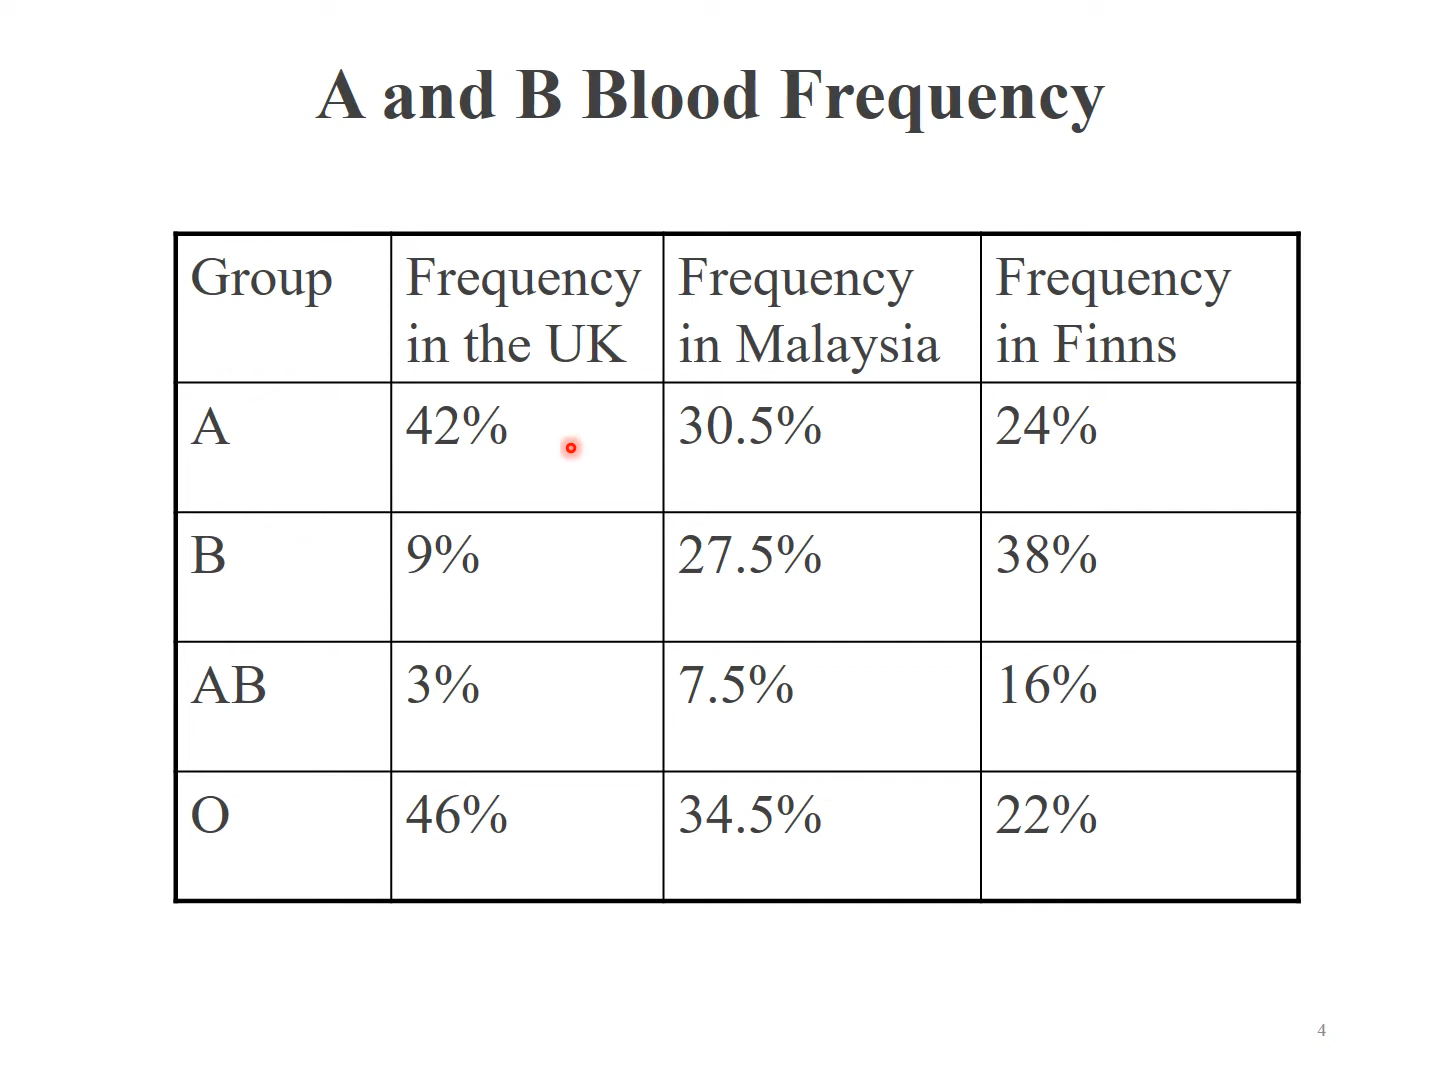 A and B Blood Frequency
Group
Frequency
in the UK
Frequency
in Malaysia
Frequency
in Finns
A
42%
30.5%
24%
B
9%
27.5%
38%
AB
3%
7.5%
16%
O
46%
34.5%
22%
4